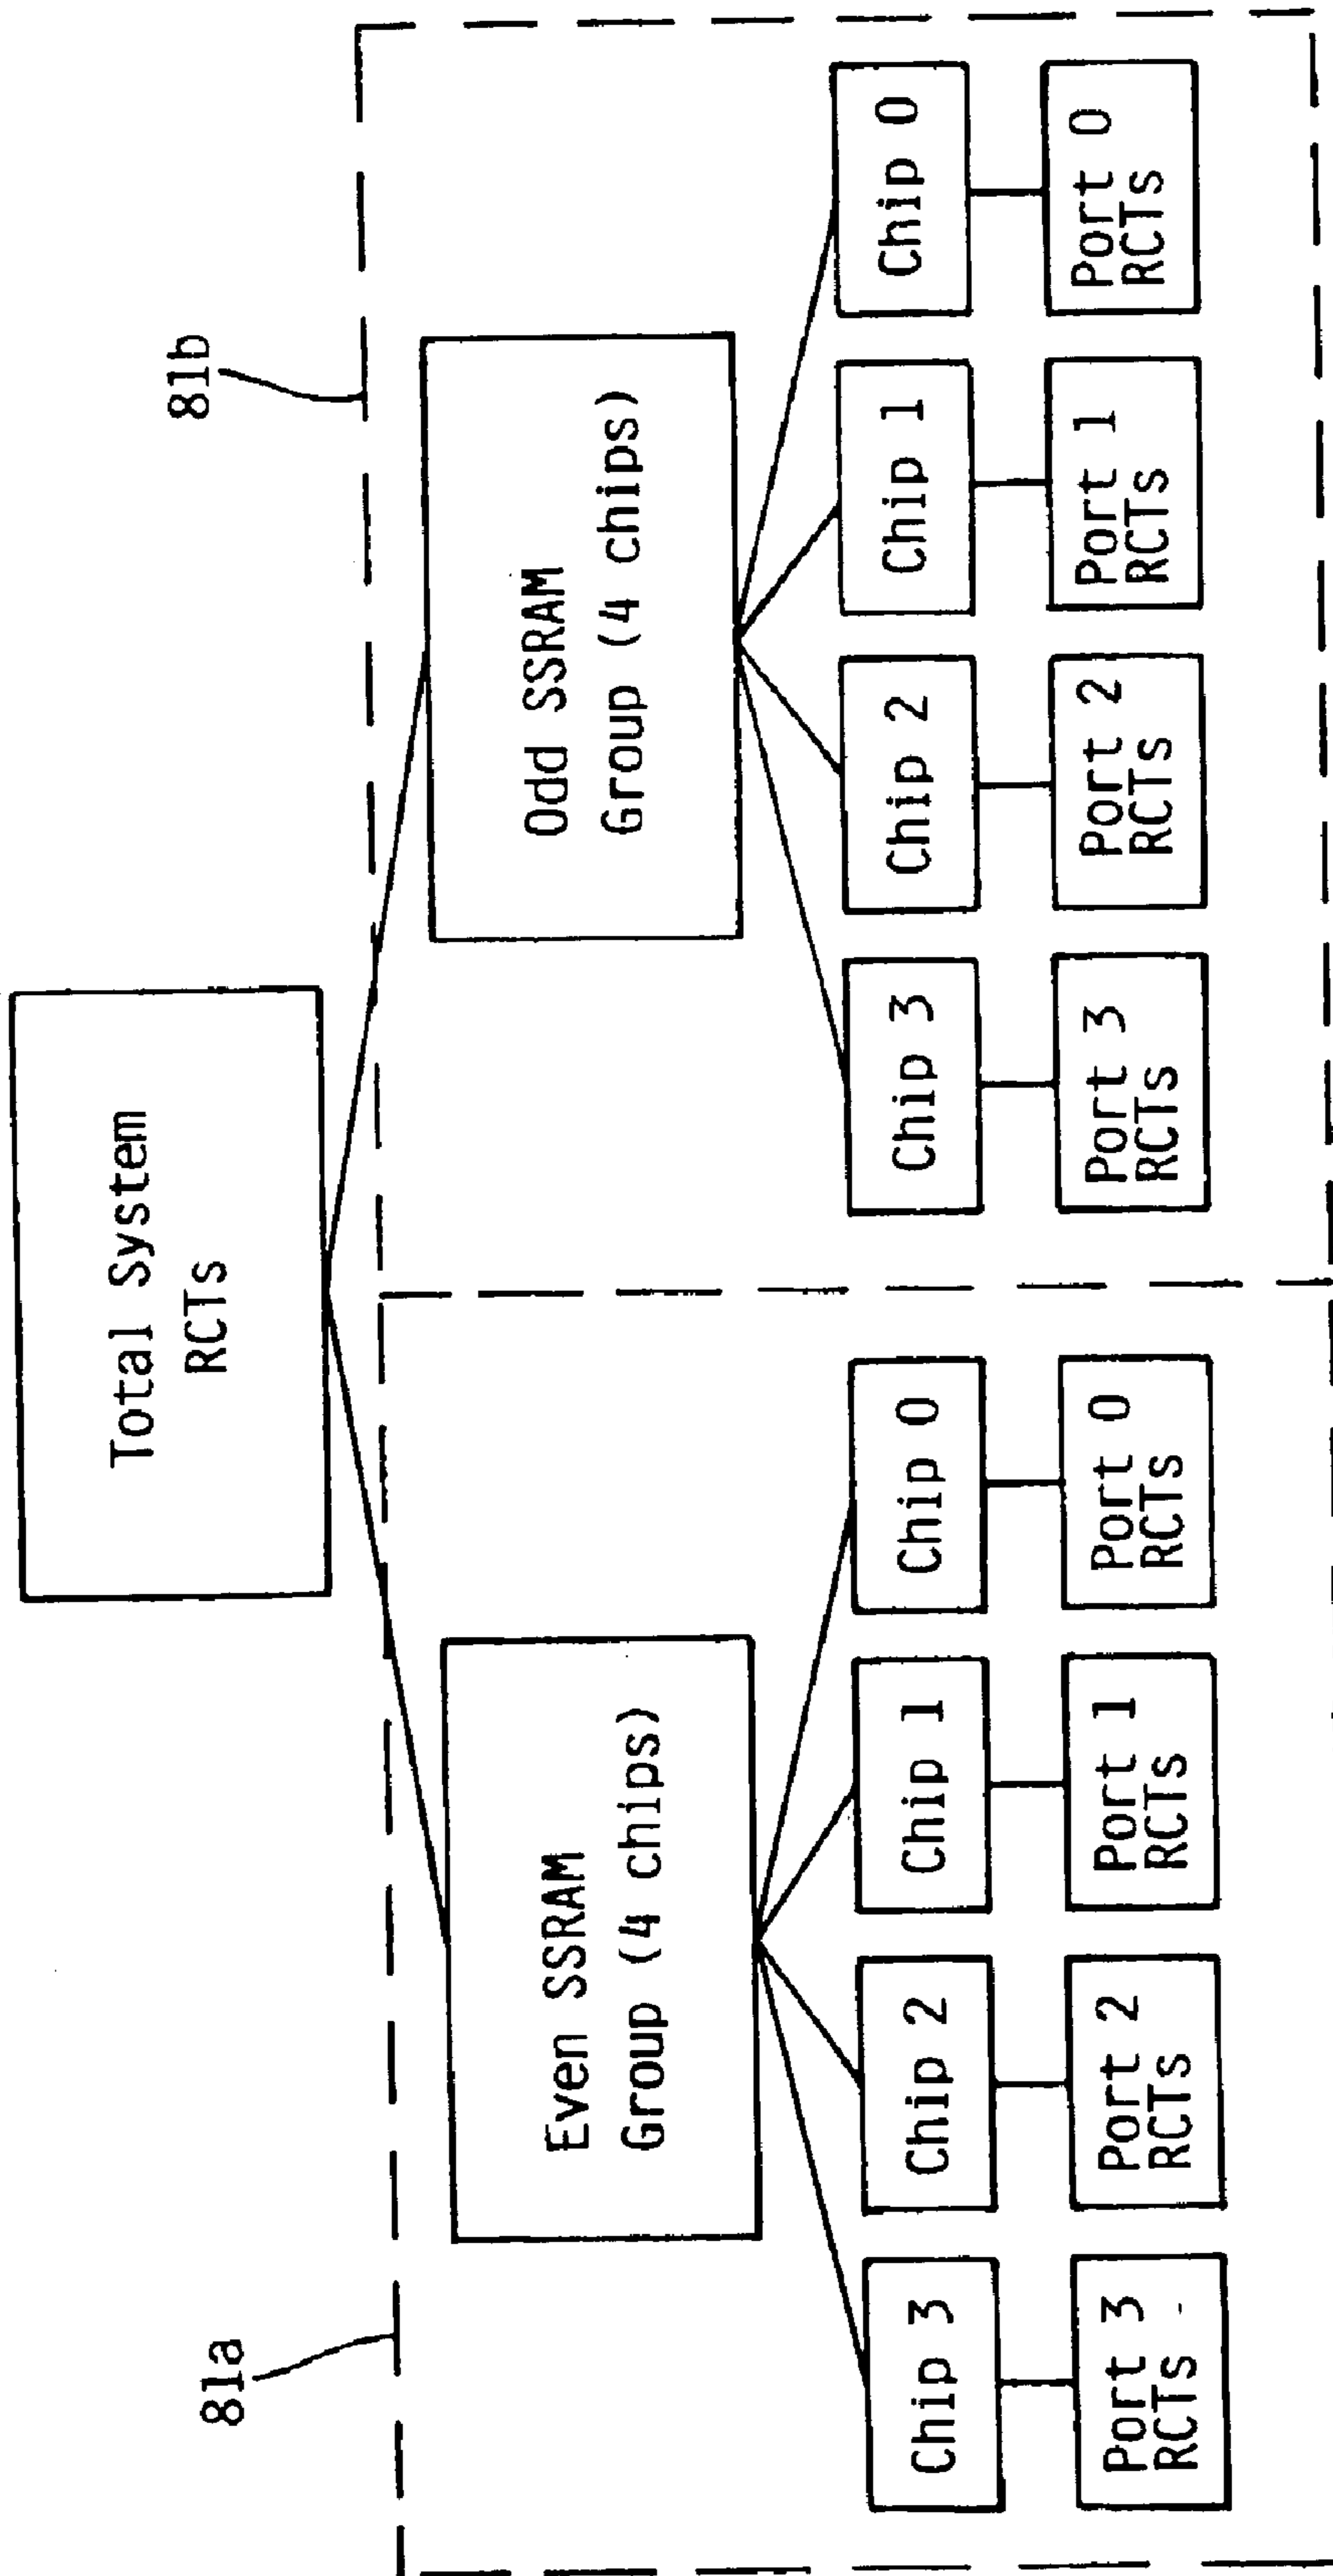 Total System
RCTs
81a
81b
Even SSRAM
Group (4 chips)
Odd SSRAM
Group (4 chips)
Chip 3
Chip 2
Chip 1
Chip 0
Chip 3
Chip 2
Chip 1
Chip 0
Port 3
RCTs
Port 2
RCTs
Port 1
RCTs
Port 0
RCTs
Port 3
RCTs
Port 2
RCTs
Port 1
RCTs
Port 0
RCTs